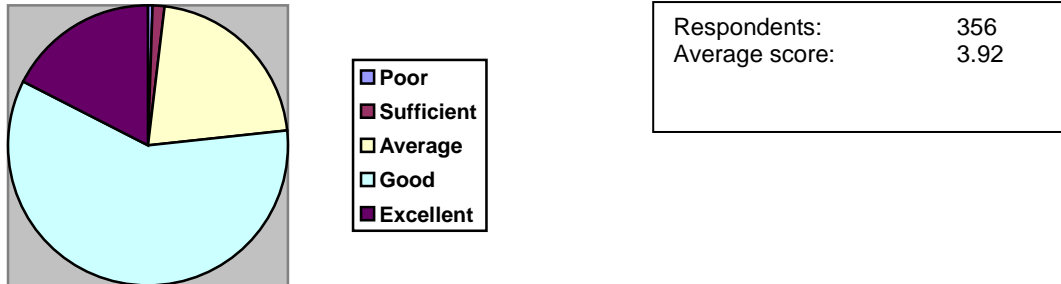 Poor
Sufficient
Average
Good
Excellent
Respondents: 356
Average score: 3.92